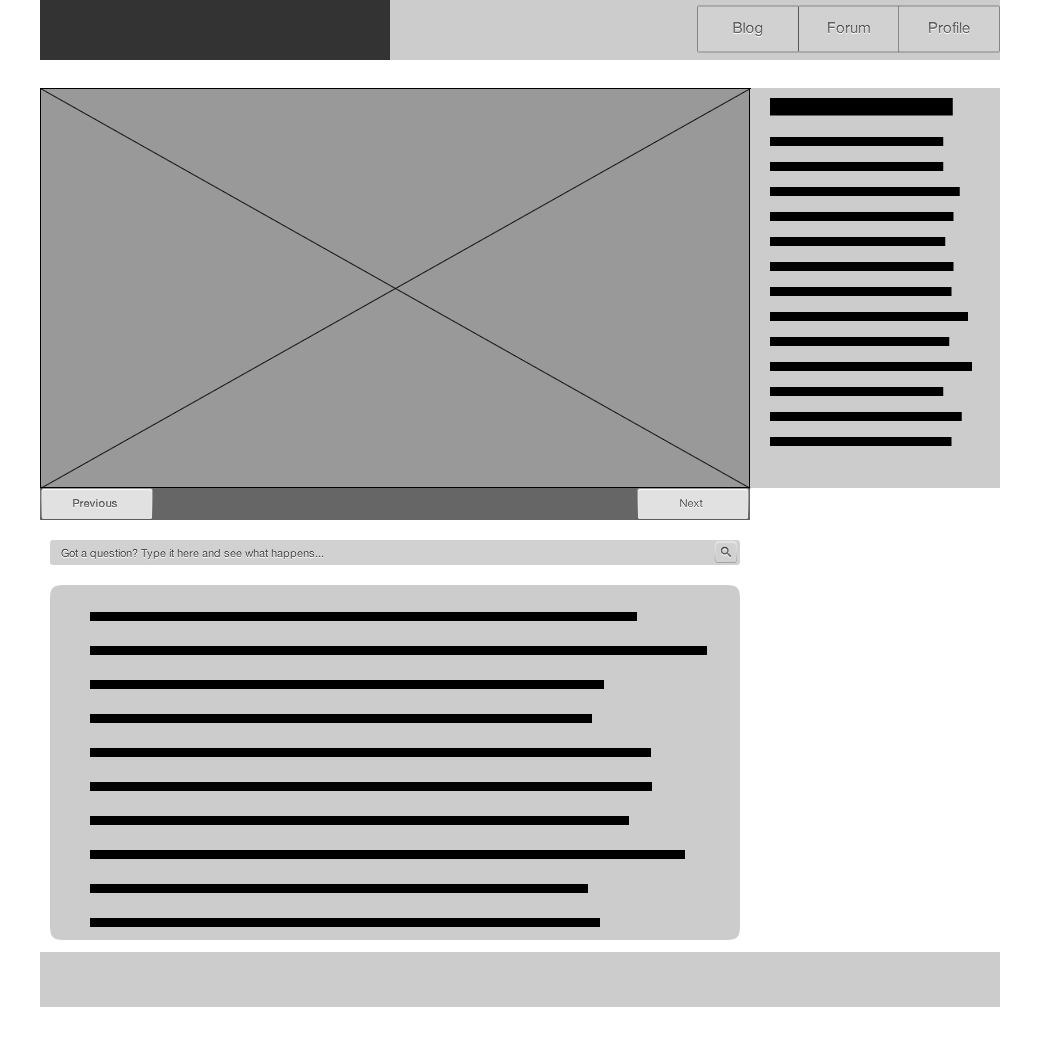 Blog
Forum
Profile
Previous
Next
Got a question? Type it here and see what happens...